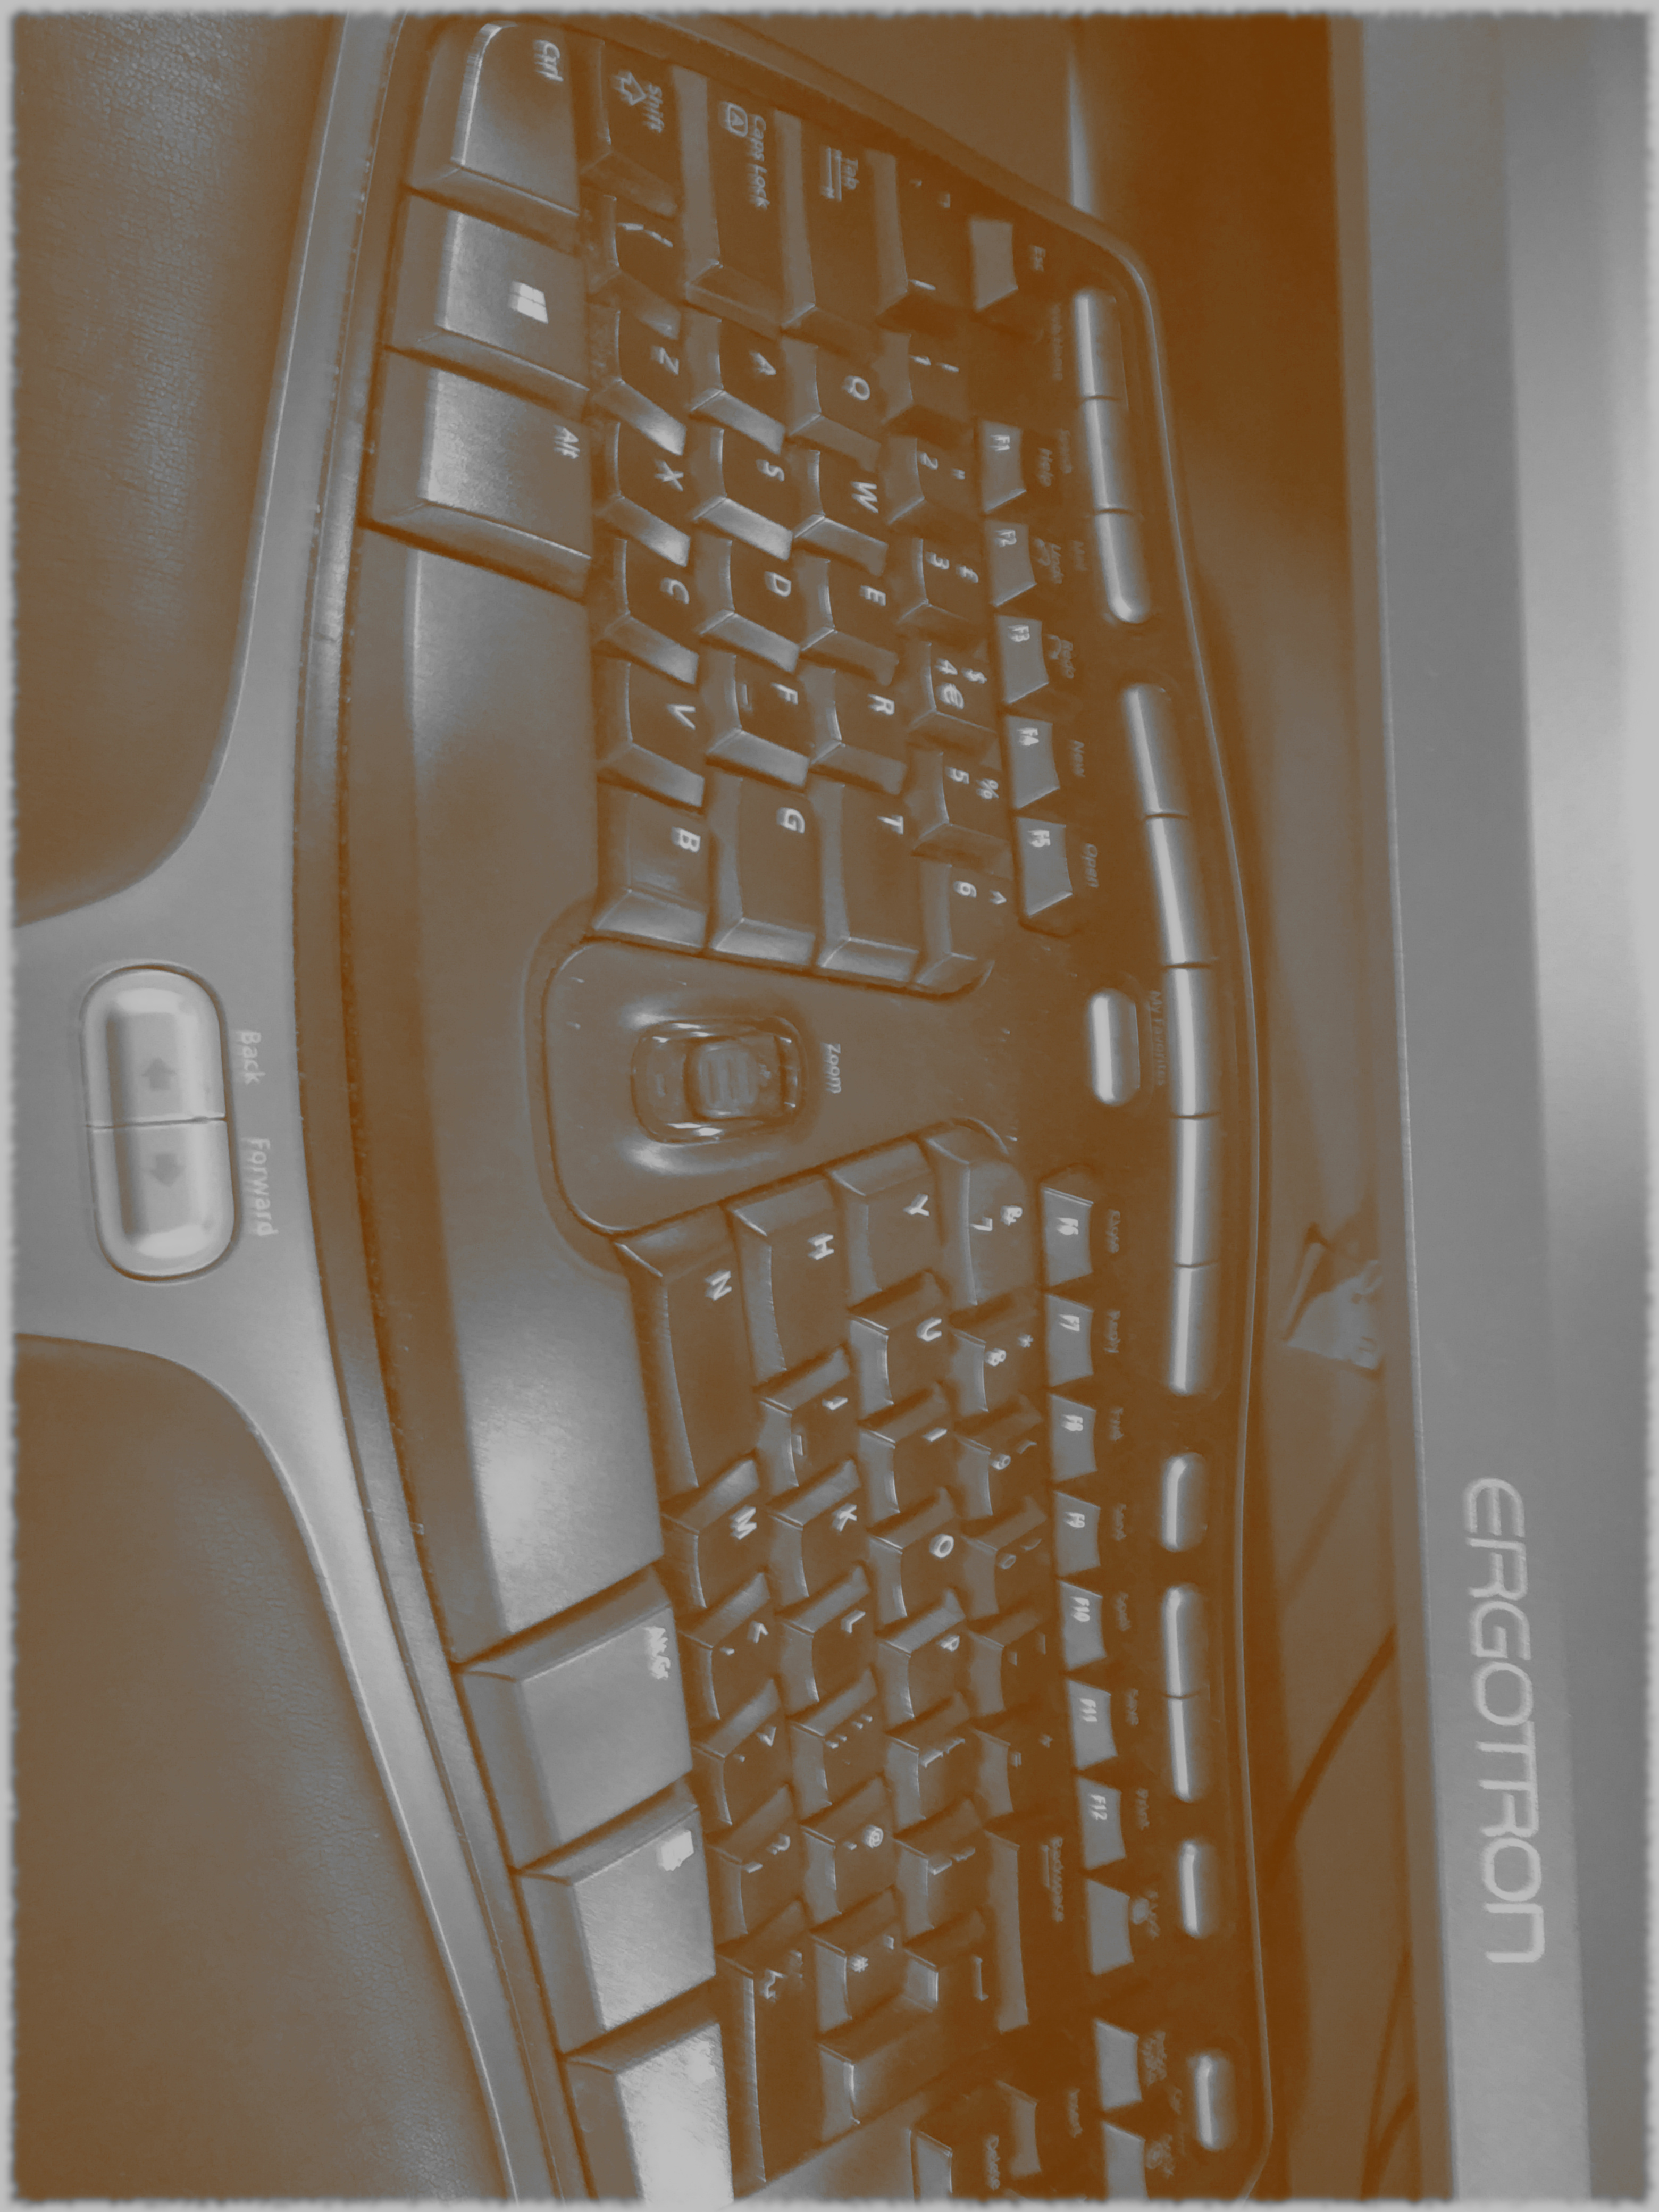 ERGOTRON
My Favorites
Web/Home Search Mail
Close Reply Fwd Send Spell Save Print F Lock
Esc Help Undo Redo New Open
F1 F2 F3 F4 F5 F6 F7 F8 F9 F10 F11 F12
Backspace Insert
Delete
! " £ $ % ^ & * ( ) _ + 
1 2 3 4 € 5 6 7 8 9 0 - =
Tab Q W E R T Y U I O P { }
[ ]
Zoom
Caps Lock A A S D F G H J K L : @ ~
; ' #
Shift | Z X C V B N M < > ?
\ , . /
Ctrl Alt Alt Gr
Back Forward